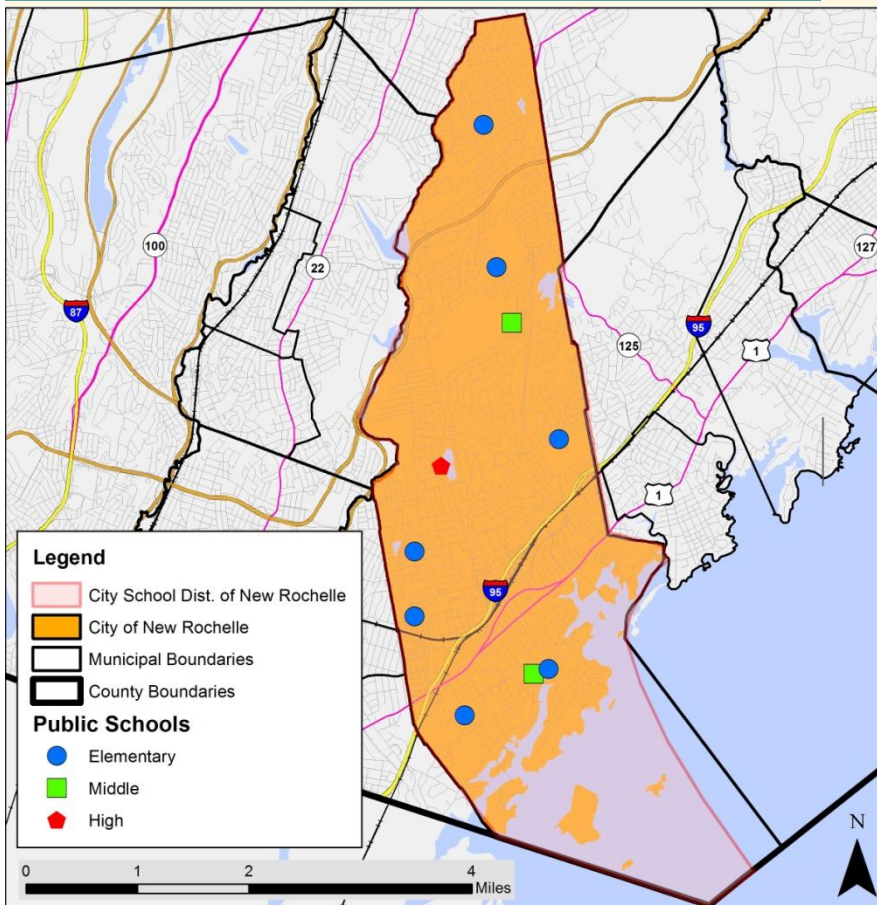 100
22
87
127
95
125
1
1
Legend
City School Dist. of New Rochelle
City of New Rochelle
Municipal Boundaries
County Boundaries
Public Schools
Elementary
Middle
High
95
N
0 1 2 4
Miles